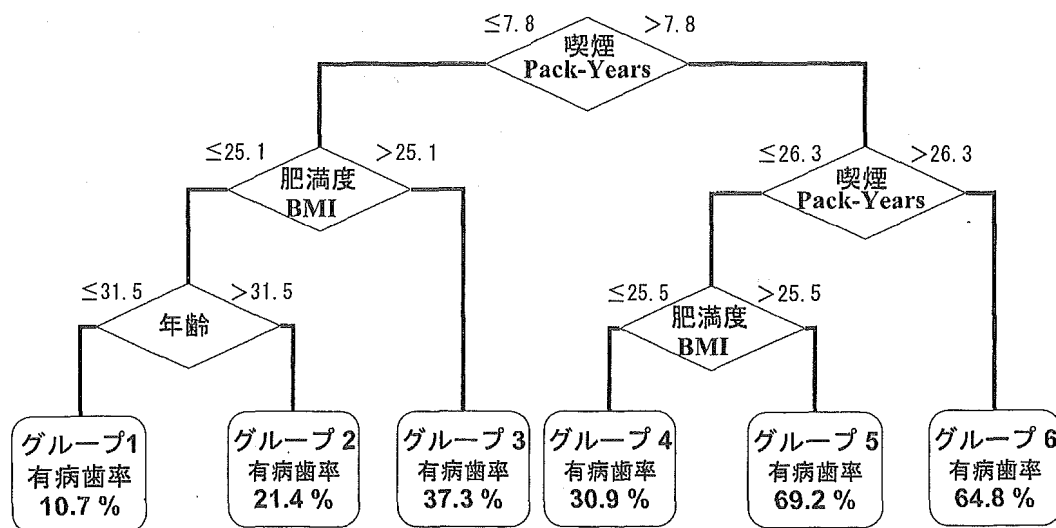 ≦7.8
>7.8
喫煙
Pack-Years
≦25.1
>25.1
肥満度
BMI
≦26.3
>26.3
喫煙
Pack-Years
≦31.5
>31.5
年齢
≦25.5
>25.5
肥満度
BMI
グループ1
有病歯率
10.7 %
グループ 2
有病歯率
21.4 %
グループ 3
有病歯率
37.3 %
グループ 4
有病歯率
30.9 %
グループ 5
有病歯率
69.2 %
グループ 6
有病歯率
64.8 %